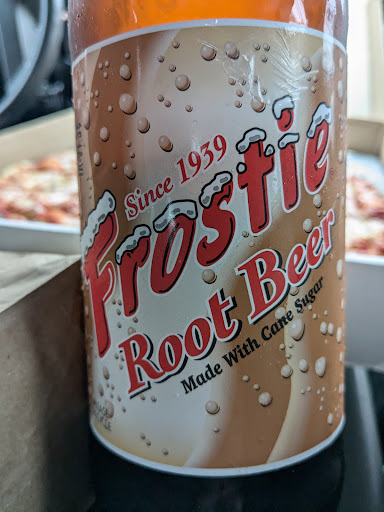 Since 1939
Frostie
Root Beer
Made With Cane Sugar